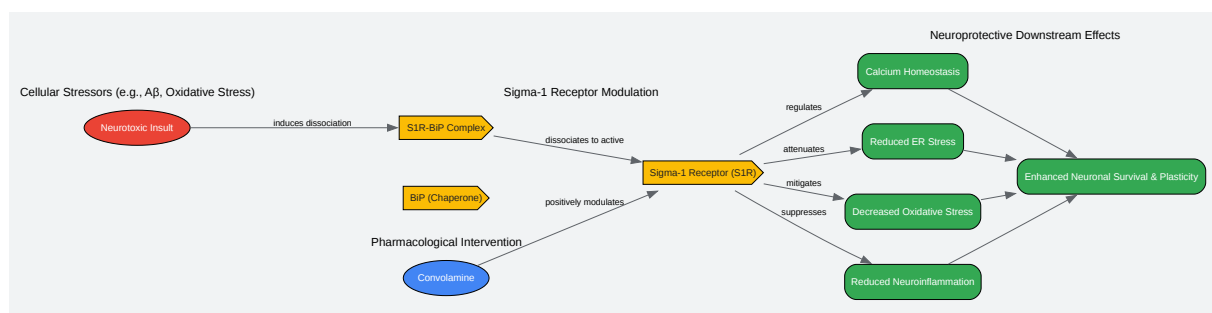 Neuroprotective Downstream Effects
Calcium Homeostasis
Cellular Stressors (e.g., Aβ, Oxidative Stress)
Sigma-1 Receptor Modulation
regulates
Neurotoxic Insult
induces dissociation
S1R-BiP Complex
dissociates to active
attenuates
Reduced ER Stress
Sigma-1 Receptor (S1R)
Enhanced Neuronal Survival & Plasticity
mitigates
BiP (Chaperone)
positively modulates
suppresses
Decreased Oxidative Stress
Pharmacological Intervention
Convolamine
Reduced Neuroinflammation